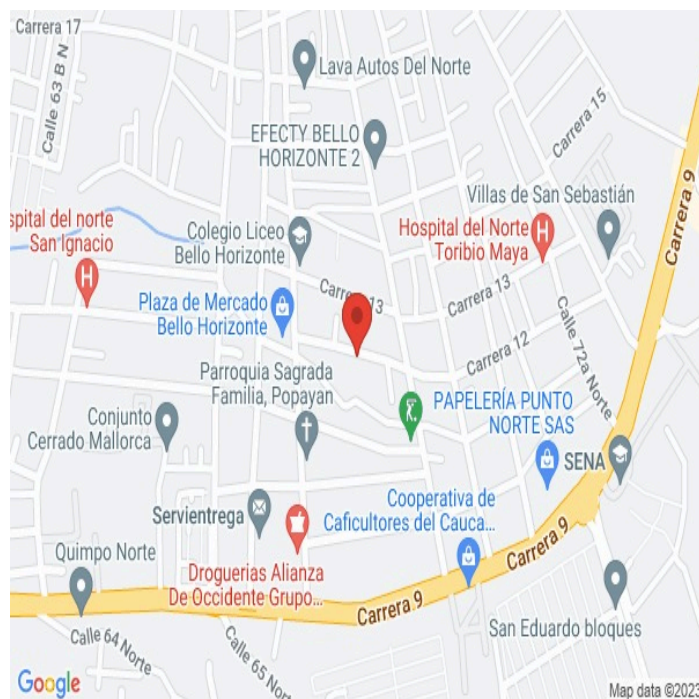 Carrera 17
Calle 63 B N
Lava Autos Del Norte
EFECTY BELLO
HORIZONTE 2
Carrera 15
Carrera 9
Villas de San Sebastián
spital del norte
San Ignacio
Colegio Liceo
Bello Horizonte
Hospital del Norte
Toribio Maya
Carrera 13
Carrera 13
Plaza de Mercado
Bello Horizonte
Calle 72a Norte
Carrera 12
Parroquia Sagrada
Familia, Popayan
PAPELERÍA PUNTO
NORTE SAS
Conjunto
Cerrado Mallorca
SENA
Cooperativa de
Caficultores del Cauca...
Servientrega
Carrera 9
Quimpo Norte
Droguerias Alianza
De Occidente Grupo...
Carrera 9
San Eduardo bloques
Calle 64 Norte
Calle 65 Norte
Google
Map data ©2023